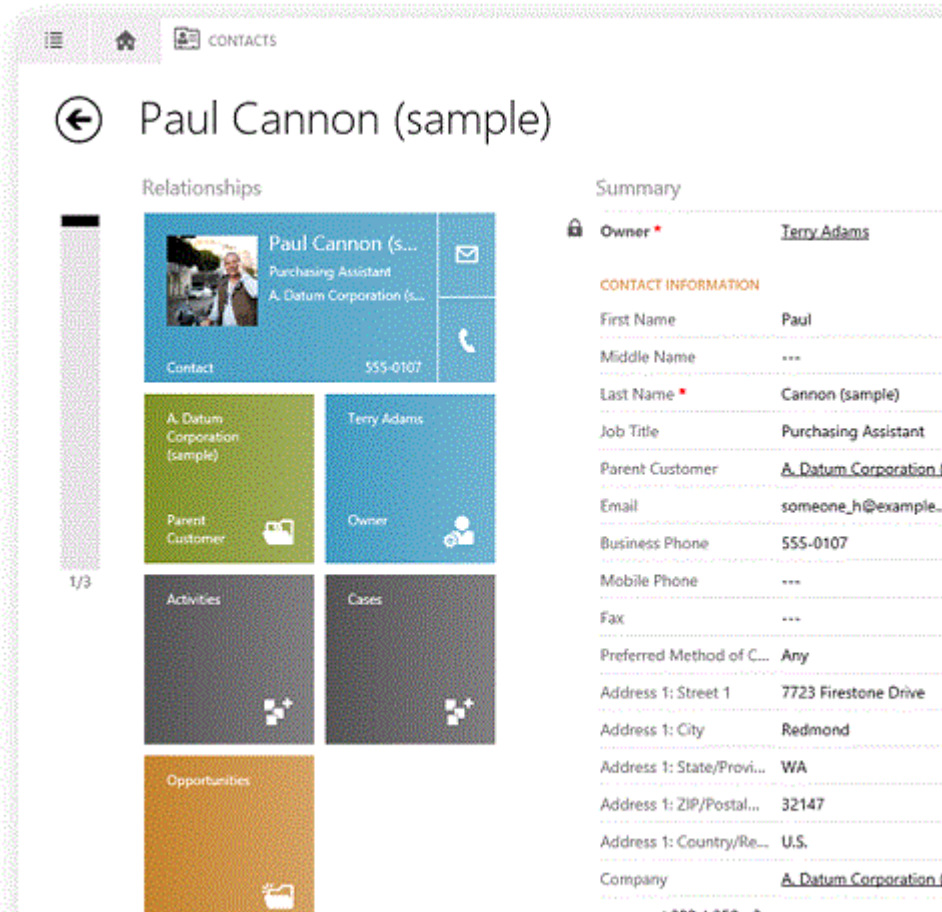 CONTACTS
Paul Cannon (sample)
Relationships
Paul Cannon (s...
Purchasing Assistant
A. Datum Corporation (s...
Contact 555-0107
A. Datum
Corporation
(sample)
Parent
Customer
Terry Adams
Owner
Activities
Cases
Opportunities
1/3
Summary
Owner * Terry Adams
CONTACT INFORMATION
First Name Paul
Middle Name ---
Last Name * Cannon (sample)
Job Title Purchasing Assistant
Parent Customer A. Datum Corporation (
Email someone_h@example...
Business Phone 555-0107
Mobile Phone ---
Fax ---
Preferred Method of C... Any
Address 1: Street 1 7723 Firestone Drive
Address 1: City Redmond
Address 1: State/Provi... WA
Address 1: ZIP/Postal... 32147
Address 1: Country/Re... U.S.
Company A. Datum Corporation (